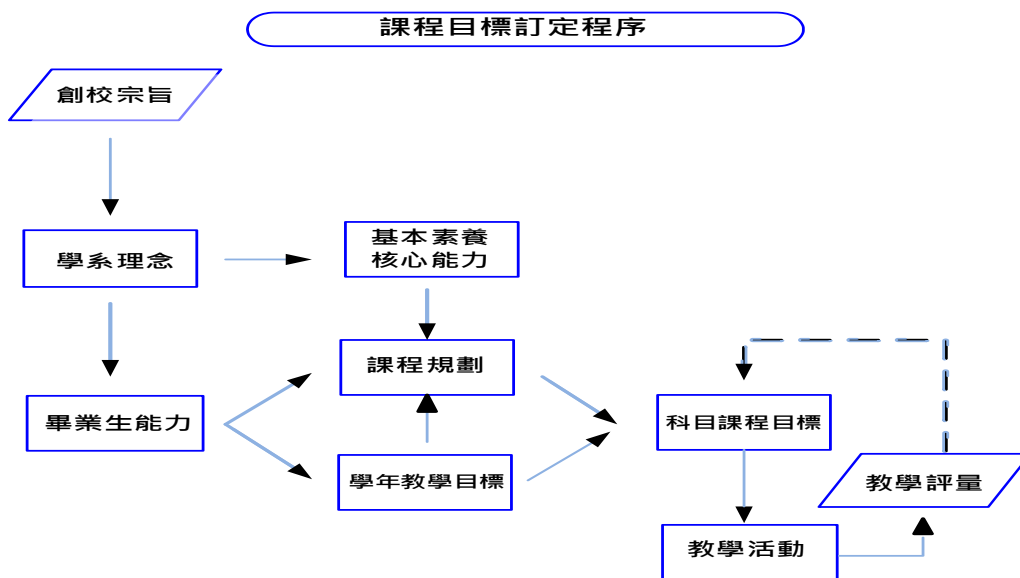 課程目標訂定程序
創校宗旨
學系理念
基本素養
核心能力
課程規劃
畢業生能力
科目課程目標
學年教學目標
教學評量
教學活動